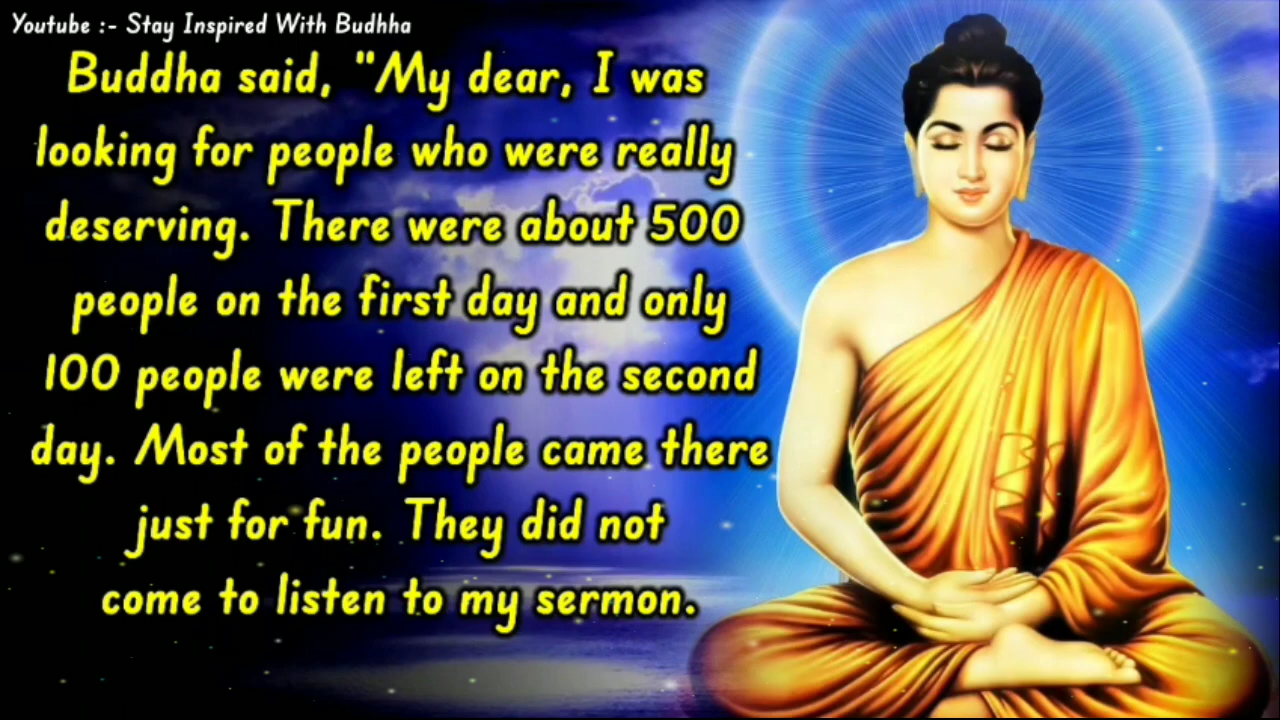 Youtube :- Stay Inspired With Budhha
Buddha said, "My dear, I was
looking for people who were really
deserving. There were about 500
people on the first day and only
100 people were left on the second
day. Most of the people came there
just for fun. They did not
come to listen to my sermon.